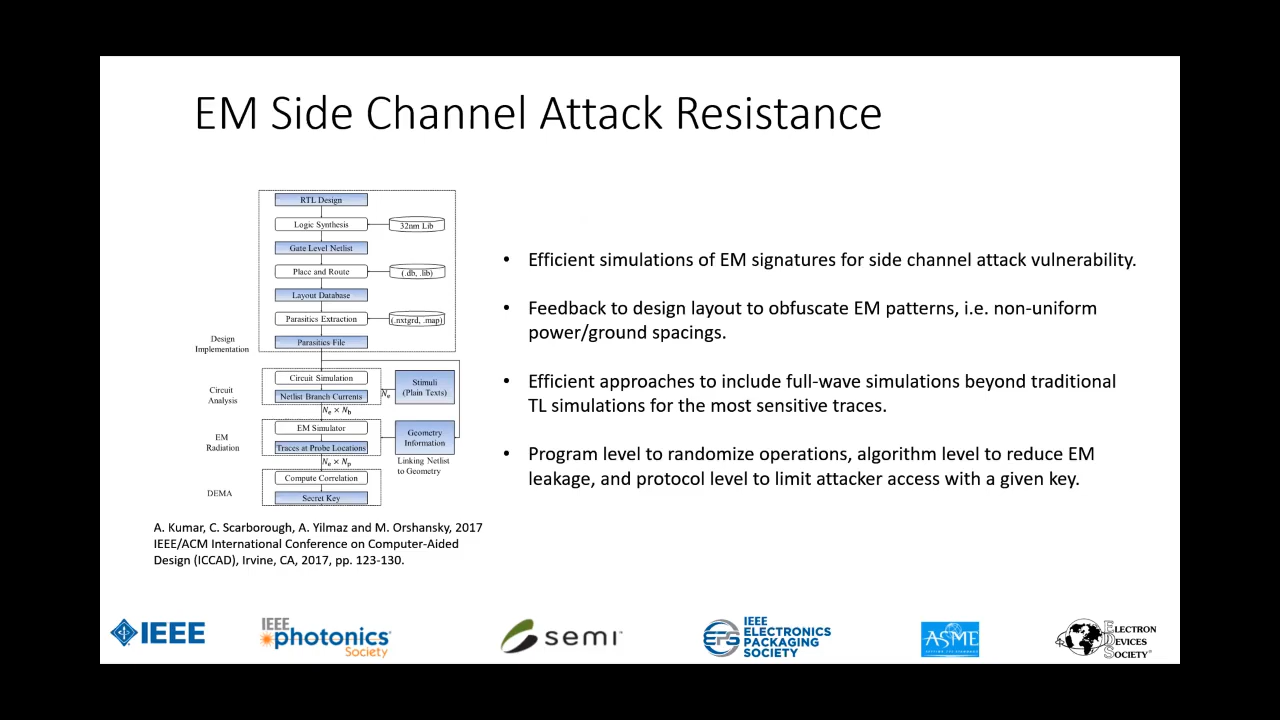 EM Side Channel Attack Resistance
RTL Design
Logic Synthesis
32nm Lib
Gate Level Netlist
Place and Route
(.db, .lib)
Layout Database
Parasitics Extraction
(.nxtgrd, .map)
Parasitics File
Design
Implementation
Circuit Simulation
Netlist Branch Currents
Stimuli
(Plain Texts)
Nₑ
Circuit
Analysis
Nₑ × N_b
EM Simulator
Traces at Probe Locations
Geometry
Information
EM
Radiation
Nₑ × Nₚ
Linking Netlist
to Geometry
Compute Correlation
Secret Key
DEMA
A. Kumar, C. Scarborough, A. Yilmaz and M. Orshansky, 2017
IEEE/ACM International Conference on Computer-Aided
Design (ICCAD), Irvine, CA, 2017, pp. 123-130.
• Efficient simulations of EM signatures for side channel attack vulnerability.
• Feedback to design layout to obfuscate EM patterns, i.e. non-uniform
power/ground spacings.
• Efficient approaches to include full-wave simulations beyond traditional
TL simulations for the most sensitive traces.
• Program level to randomize operations, algorithm level to reduce EM
leakage, and protocol level to limit attacker access with a given key.
IEEE
IEEE
photonics
Society
semi
EPS
IEEE
ELECTRONICS
PACKAGING
SOCIETY
ASME
ELECTRON
DEVICES
SOCIETY
EDS